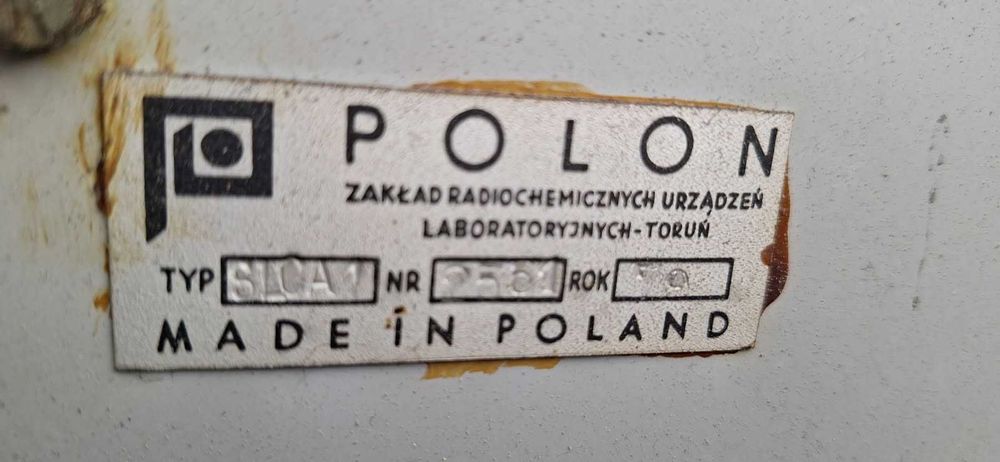 POLON
ZAKŁAD RADIOCHEMICZNYCH URZĄDZEŃ
LABORATORYJNYCH-TORUŃ
TYP NR ROK
MADE IN POLAND